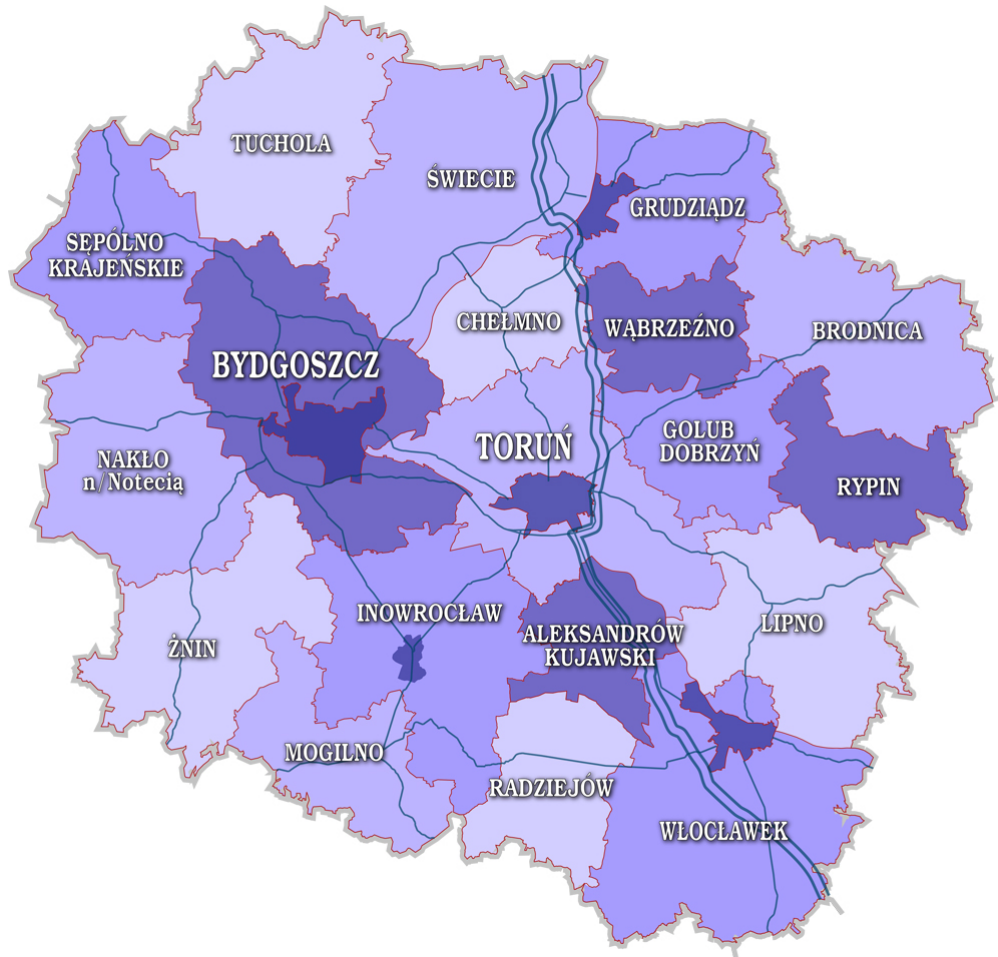 TUCHOLA
ŚWIECIE
GRUDZIĄDZ
SĘPÓLNO
KRAJEŃSKIE
CHEŁMNO
WĄBRZEŹNO
BRODNICA
BYDGOSZCZ
TORUŃ
GOLUB
DOBRZYŃ
NAKŁO
n/Notecią
RYPIN
INOWROCŁAW
ALEKSANDRÓW
KUJAWSKI
LIPNO
ŻNIN
MOGILNO
RADZIEJÓW
WŁOCŁAWEK